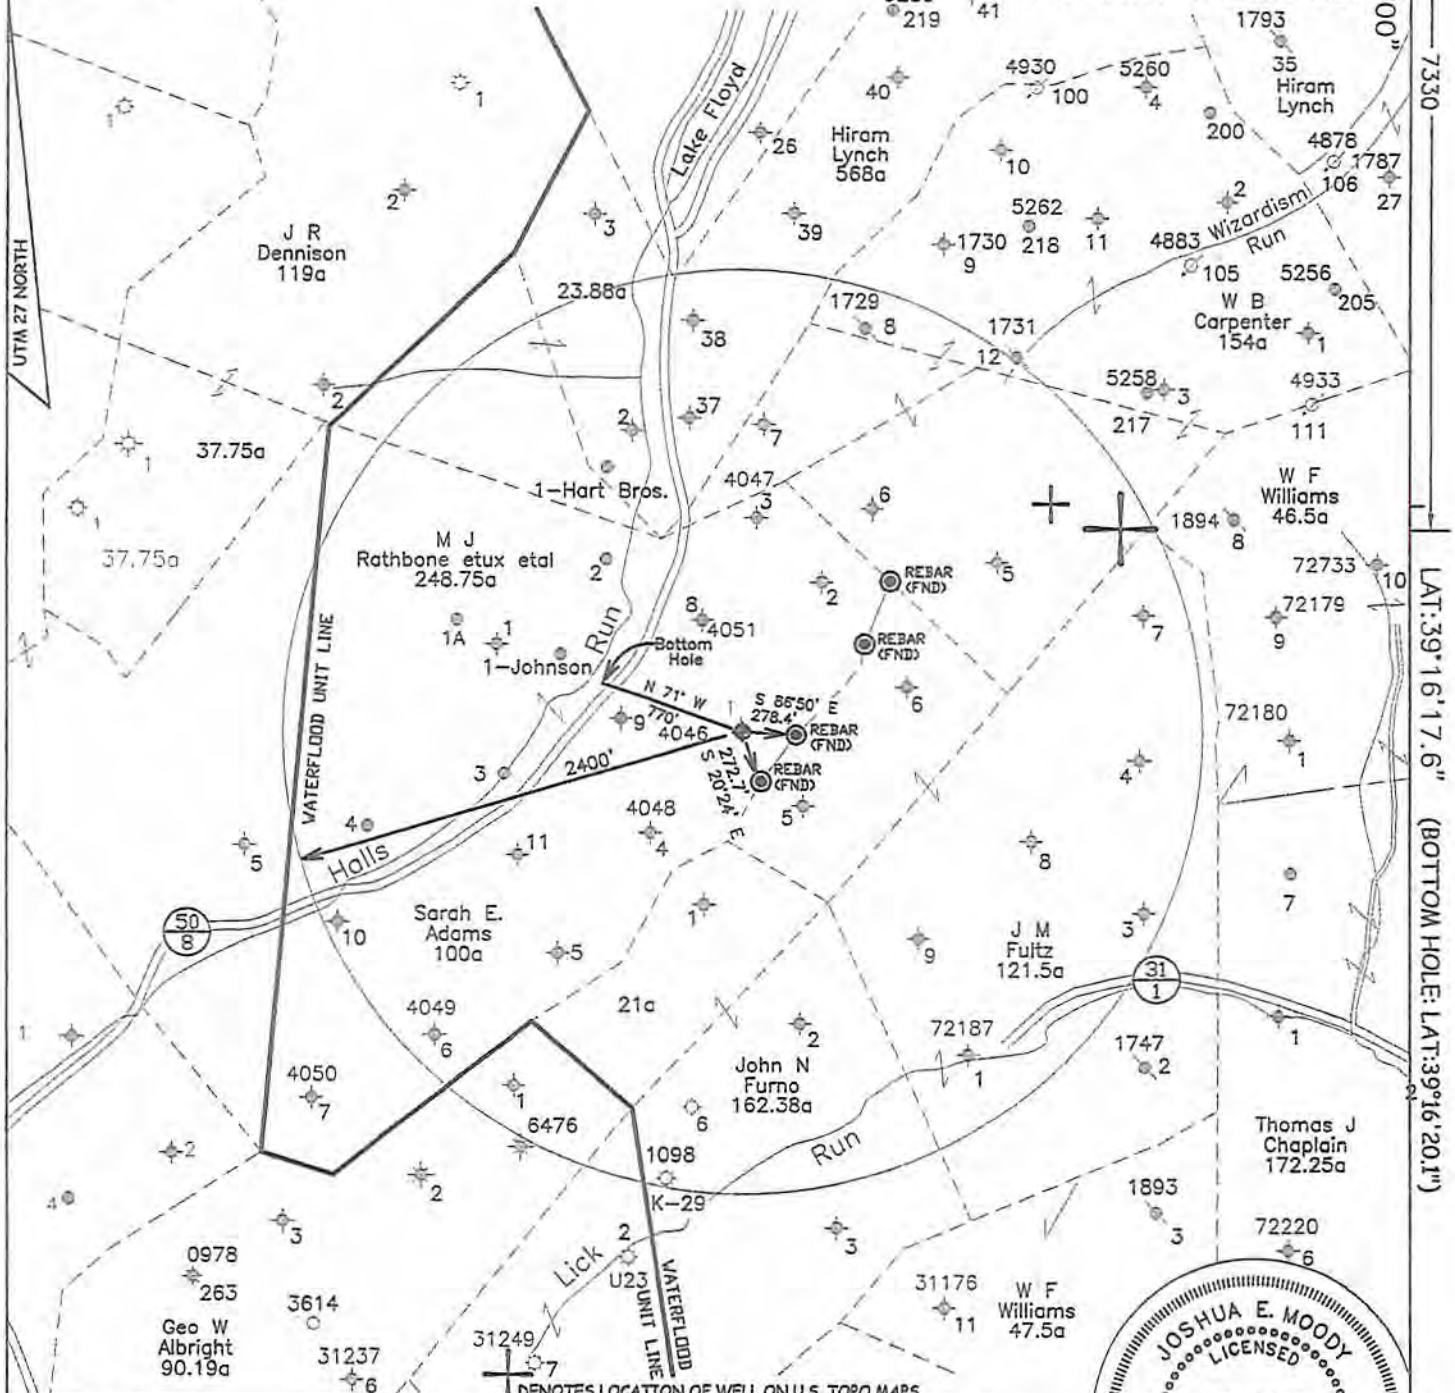 219
41
1793
35
Hiram
Lynch
00"
7330
4930
100
5260
4
40
1
1
Lake Floyd
26
Hiram
Lynch
568a
10
200
4878
1787
106
27
2
J R
Dennison
119a
3
39
1730
9
5262
218
11
2
Wizardism
Run
4883
105
5256
205
UTM 27 NORTH
23.88a
38
1729
8
1731
12
W B
Carpenter
154a
1
2
5258
3
217
4933
111
37.75a
1
2
37
7
1-Hart Bros.
4047
3
6
W F
Williams
46.5a
1894
8
1
37.75a
M J
Rathbone etux etal
248.75a
2
5
72733
10
REBAR
(FND)
2
1A
1
8
4051
72179
9
7
1-Johnson
Run
Bottom
Hole
REBAR
(FND)
6
WATERFLOOD UNIT LINE
N 71° W
770'
1
S 86°50' E
278.4'
REBAR
(FND)
9
4046
72180
1
3
2400'
272.7'
S 20°24' E
REBAR
(FND)
5
4
LAT:39°16'17.6"
(BOTTOM HOLE: LAT:39°16'20.1")
4
5
Halls
11
4048
4
8
7
50
8
10
Sarah E.
Adams
100a
5
1
9
J M
Fultz
121.5a
3
31
1
1
4049
6
21a
2
72187
1
1
1747
2
2
4050
7
1
John N
Furno
162.38a
6
6476
2
Run
Thomas J
Chaplain
172.25a
4
2
1098
K-29
1893
3
72220
6
3
2
U23
Lick
3
0978
263
3614
WATERFLOOD
UNIT LINE
31176
11
W F
Williams
47.5a
Geo W
Albright
90.19a
31237
6
31249
7
JOSHUA E. MOODY
LICENSED
DENOTES LOCATION OF WELL ON U.S. TOPO MAPS